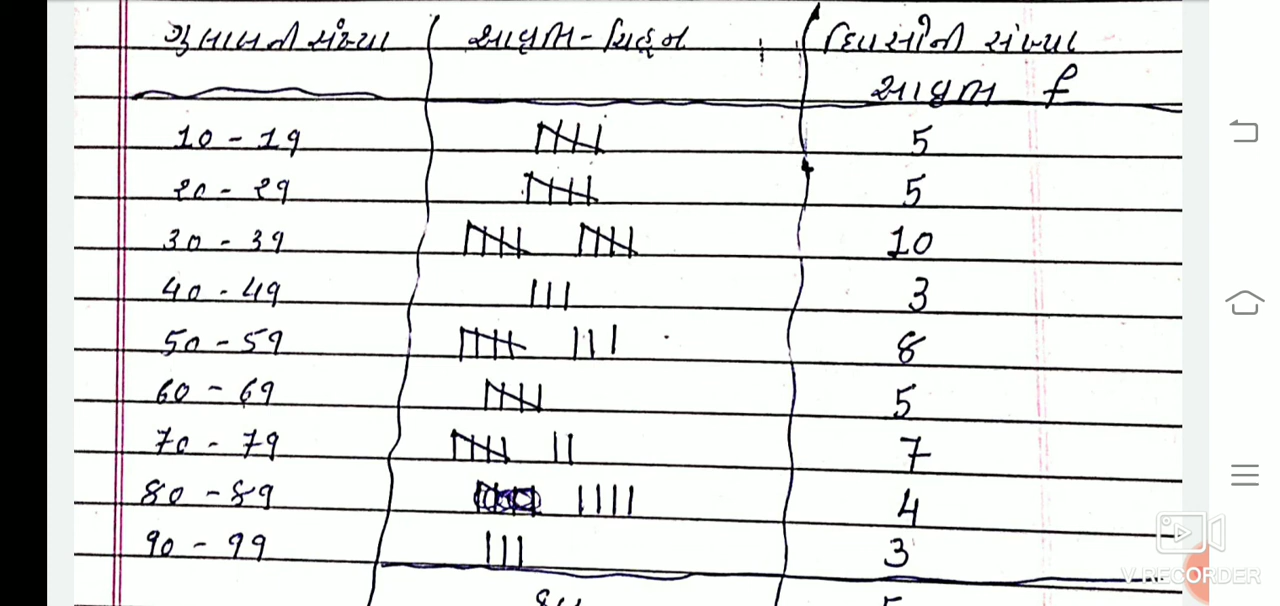 ગુલાબની સંખ્યા આવૃત્તિ-ચિહ્ન દિવસોની સંખ્યા
આવૃત્તિ f
10 - 19 5
20 - 29 5
30 - 39 10
40 - 49 3
50 - 59 8
60 - 69 5
70 - 79 7
80 - 89 4
90 - 99 3
V RECORDER